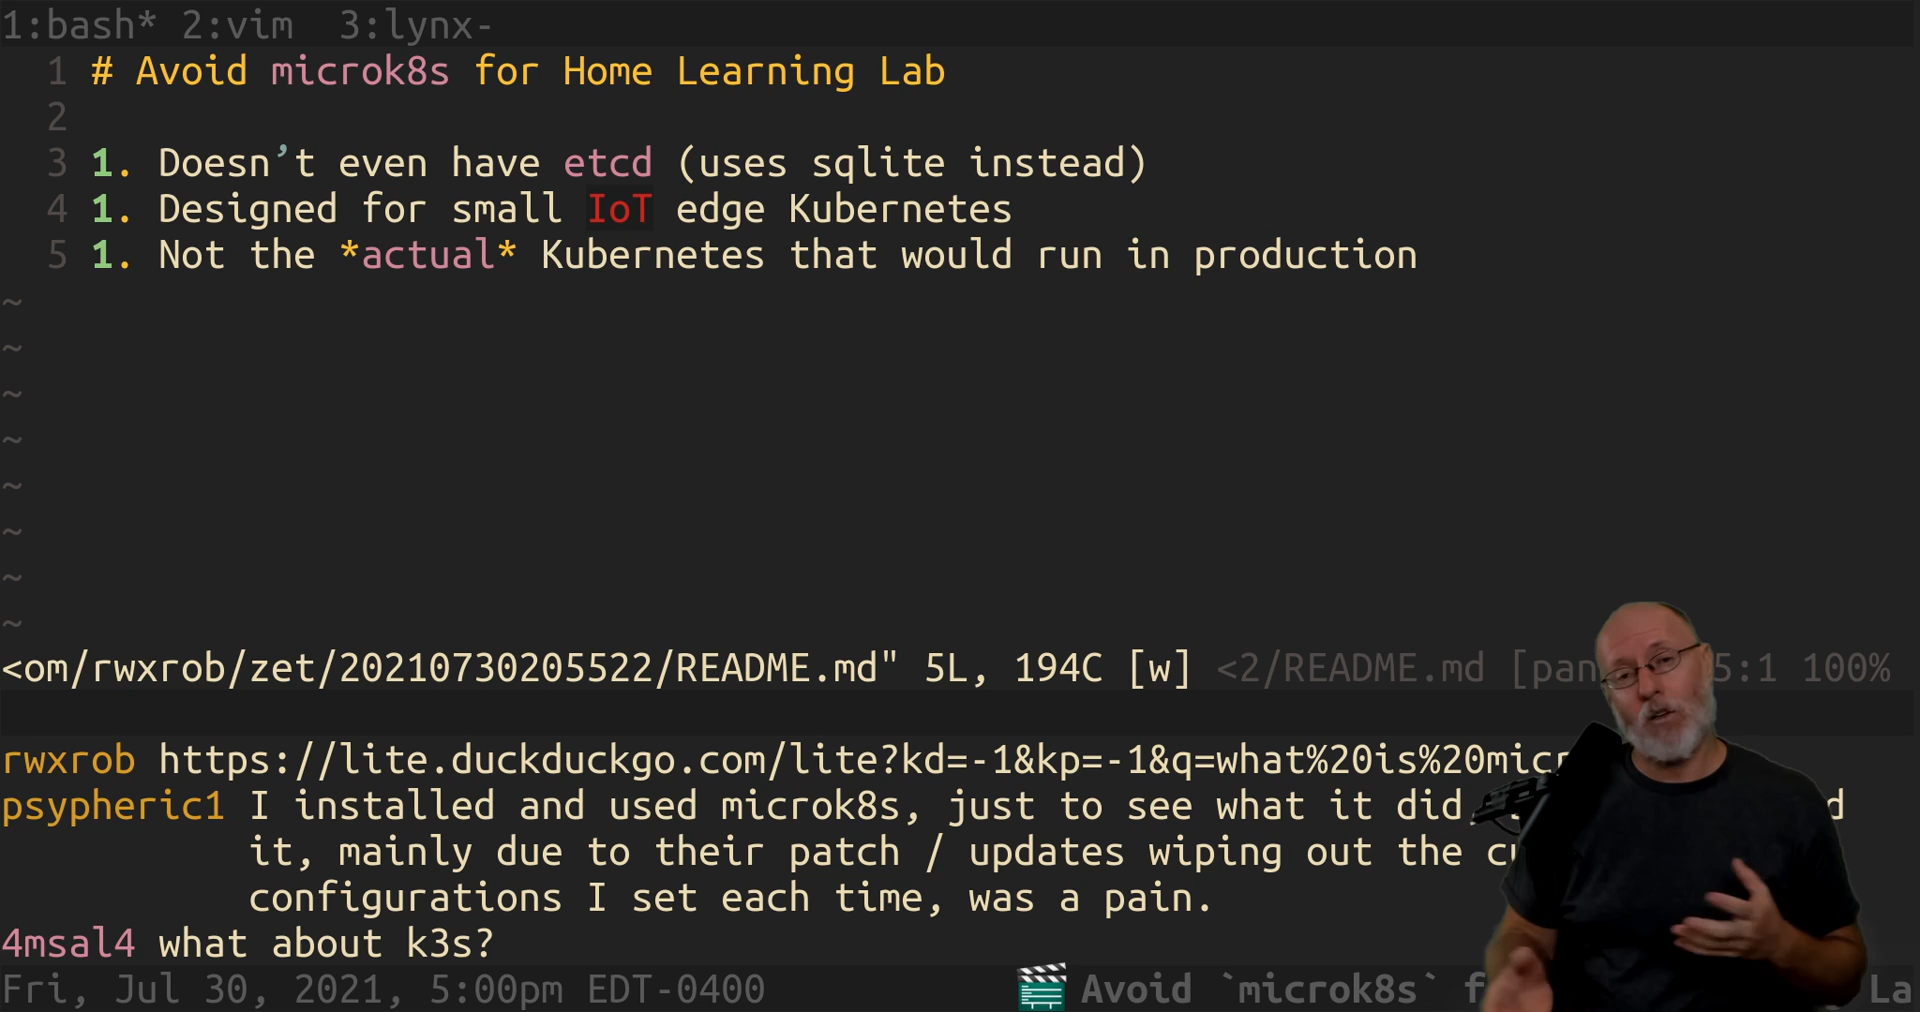 1:bash* 2:vim  3:lynx-
1 # Avoid microk8s for Home Learning Lab
2
3 1. Doesn’t even have etcd (uses sqlite instead)
4 1. Designed for small IoT edge Kubernetes
5 1. Not the *actual* Kubernetes that would run in production
~
~
~
~
~
~
~
~
<om/rwxrob/zet/20210730205522/README.md" 5L, 194C [w] <2/README.md [pan 5:1 100%
rwxrob https://lite.duckduckgo.com/lite?kd=-1&kp=-1&q=what%20is%20micr
psypheric1 I installed and used microk8s, just to see what it did,
it, mainly due to their patch / updates wiping out the
configurations I set each time, was a pain.
4msal4 what about k3s?
Fri, Jul 30, 2021, 5:00pm EDT-0400 Avoid `microk8s` f La